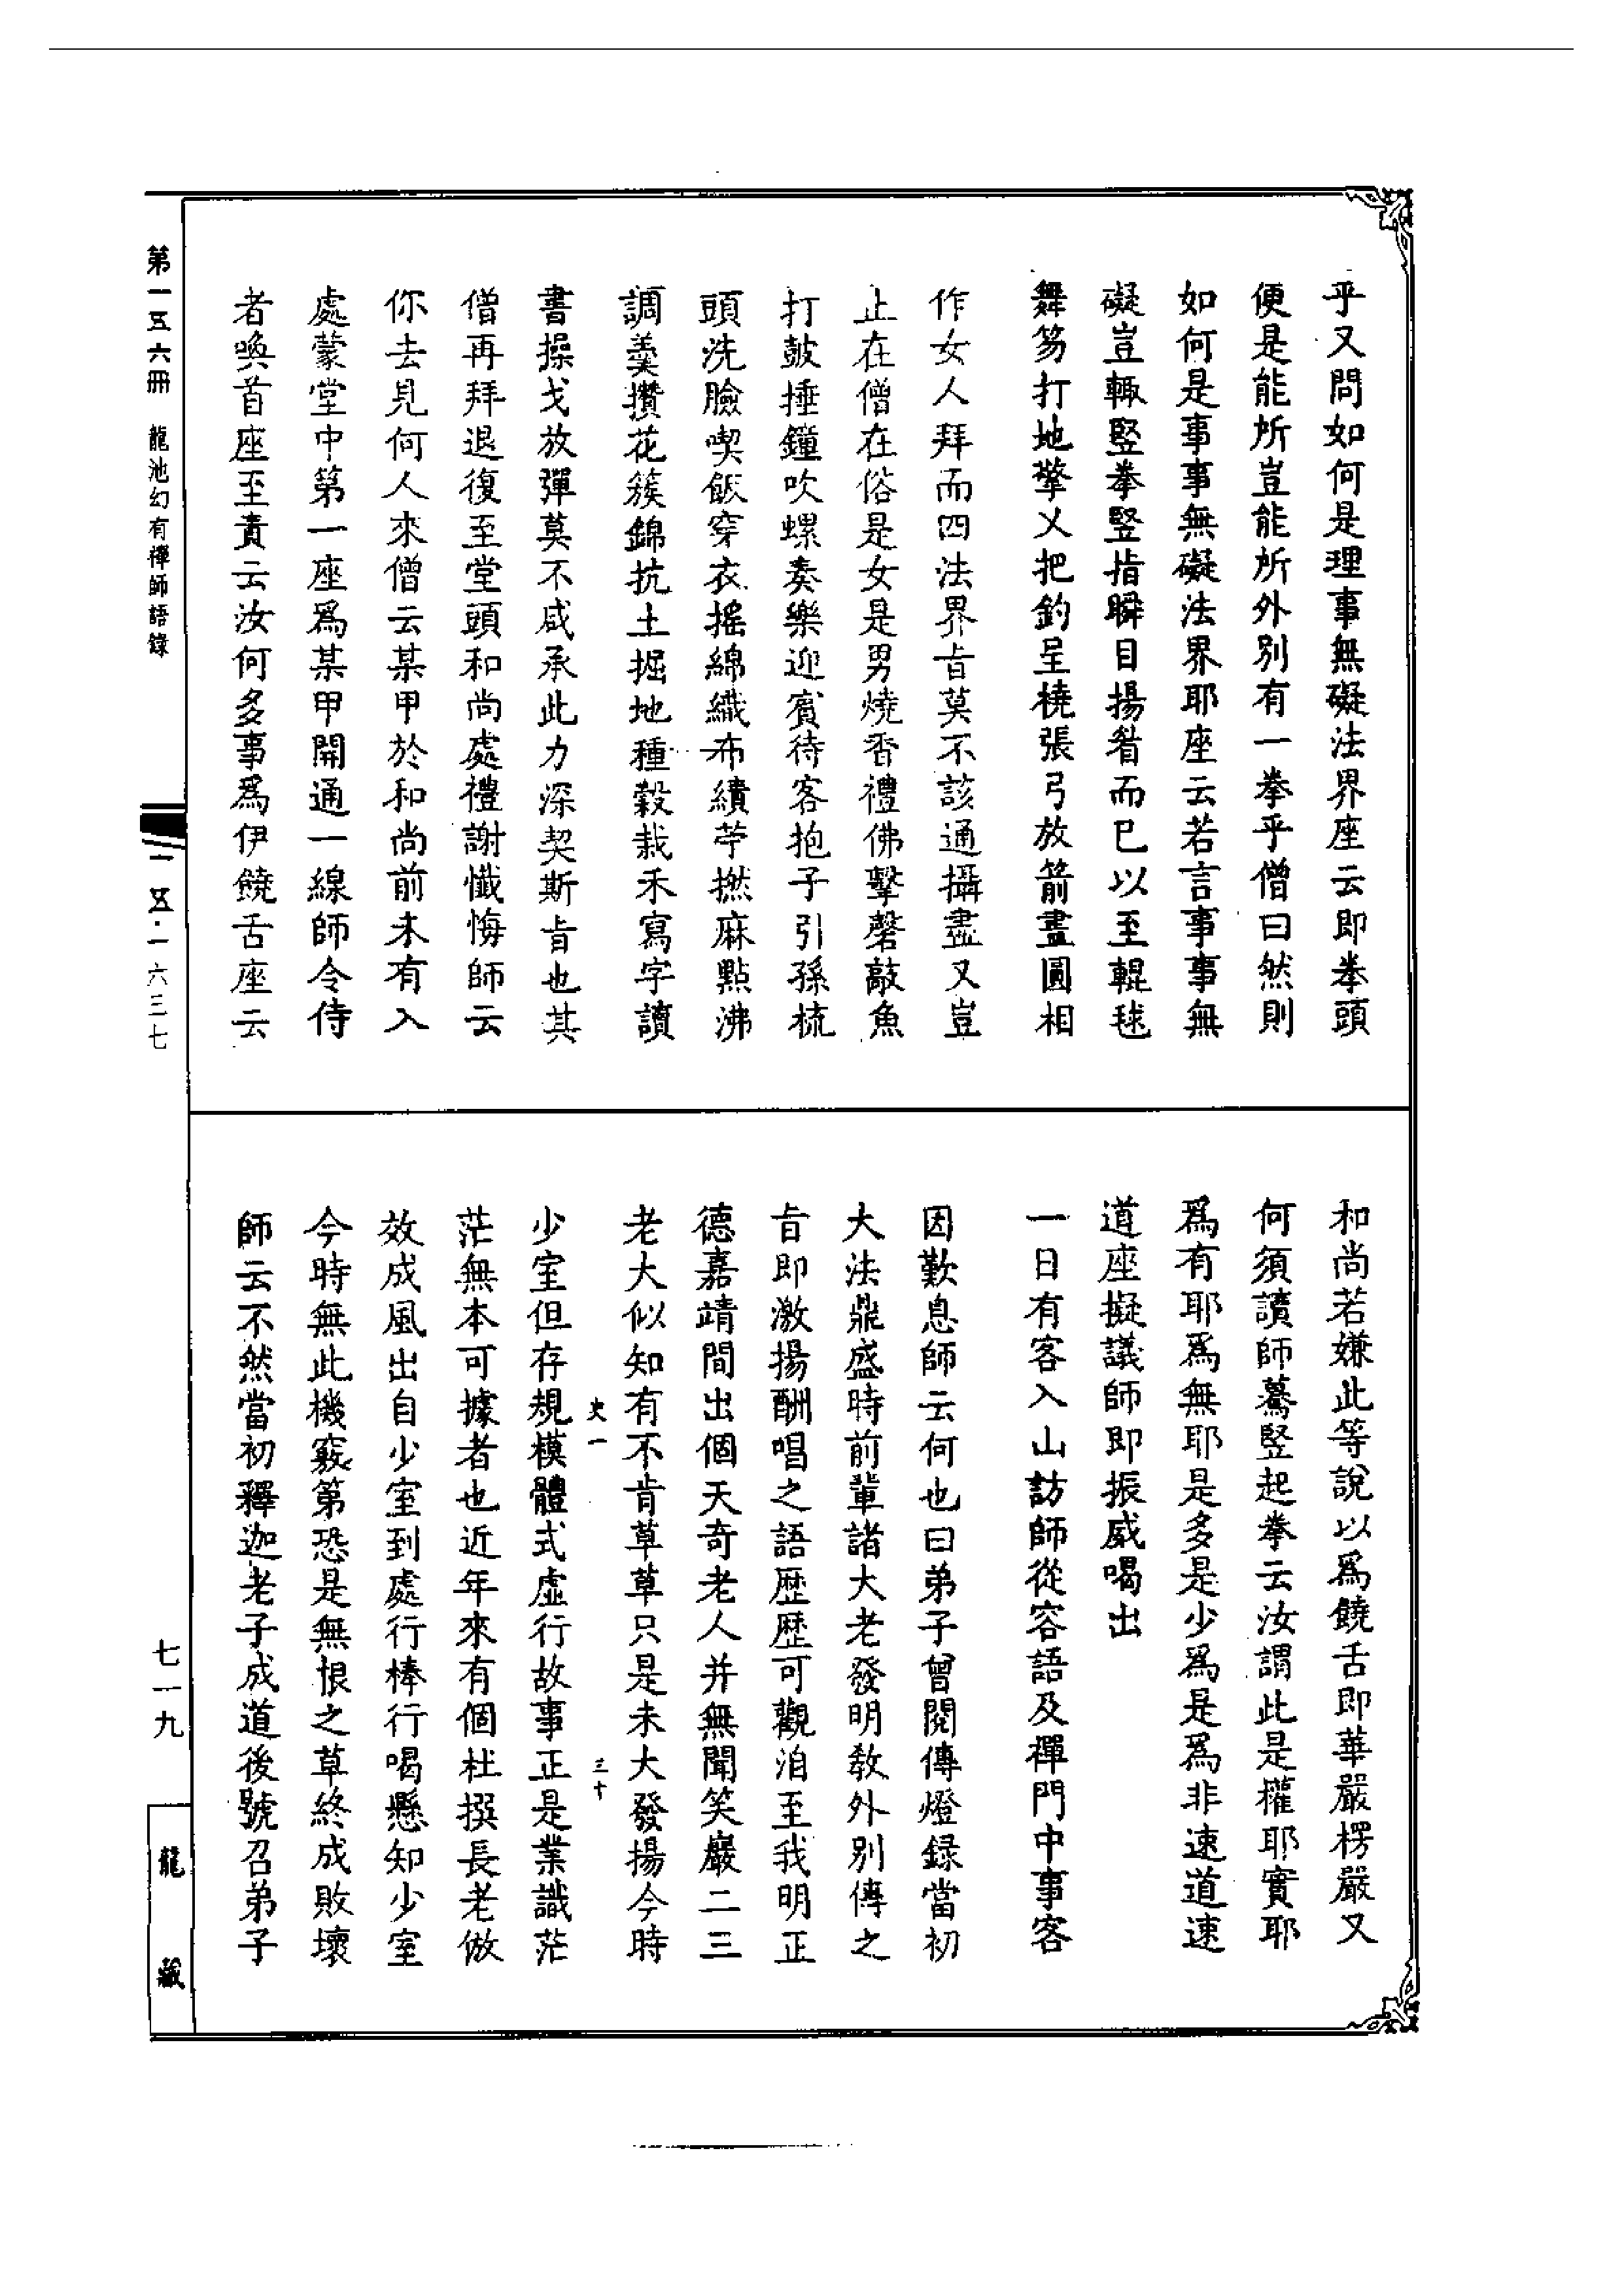 乎又問如何是理事無礙法界座云即拳頭
便是能所豈能所外別有一拳乎僧曰然則
如何是事事無礙法界耶座云若言事事無
礙豈輒竪拳竪指瞬目揚眉而已以至輥毬
舞笏打地擎乂把釣呈橈張弓放箭畫圓相
作女人拜而四法界旨莫不該通攝盡又豈
止在僧在俗是女是男燒香禮佛擊磬敲魚
打鼓捶鐘吹螺奏樂迎賓待客抱子引孫梳
頭洗臉喫飯穿衣搖綿織布績苧撚麻點沸
調羹攢花簇錦抗土掘地種穀栽禾寫字讀
書操戈放彈莫不咸承此力深契斯旨也其
僧再拜退復至堂頭和尚處禮謝懺悔師云
你去見何人來僧云某甲於和尚前未有入
處蒙堂中第一座爲某甲開通一線師令侍
者喚首座至責云汝何多事爲伊饒舌座云
和尚若嫌此等說以爲饒舌即華嚴楞嚴又
何須讀師驀竪起拳云汝謂此是權耶實耶
爲有耶爲無耶是多是少爲是爲非速道速
道座擬議師即振威喝出
一日有客入山訪師從容語及禪門中事客
因歎息師云何也曰弟子曾閱傳燈錄當初
大法鼎盛時前輩諸大老發明教外別傳之
旨即激揚酬唱之語歷歷可觀洎至我明正
德嘉靖間出個天奇老人并無聞笑巖二三
老大似知有不肯草草只是未大發揚今時
史一 三十
少室但存規模體式虛行故事正是業識茫
茫無本可據者也近年來有個杜撰長老倣
效成風出自少室到處行棒行喝懸知少室
今時無此機竅第恐是無根之草終成敗壞
師云不然當初釋迦老子成道後號召弟子
第一五六冊 龍池幻有禪師語錄
一五·一六三七
七一九
龍藏